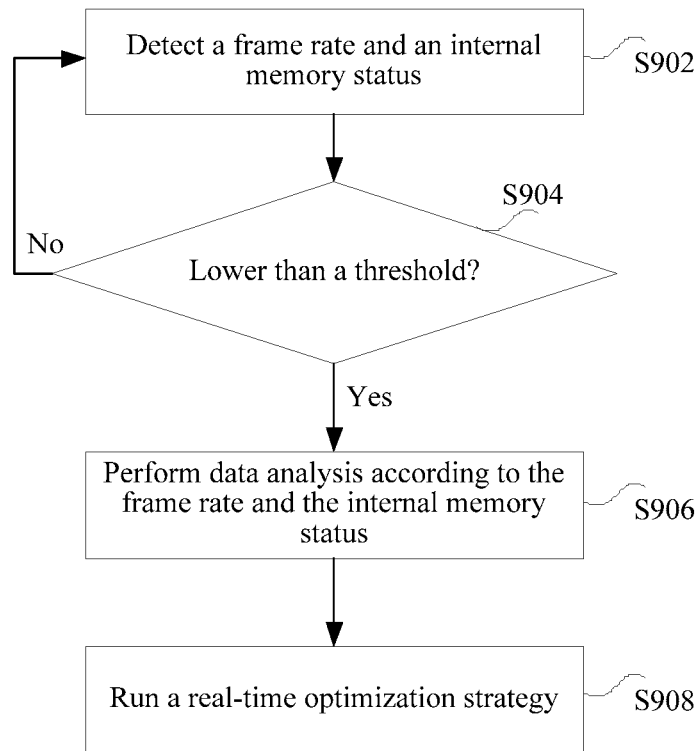 Detect a frame rate and an internal
memory status
S902
S904
No
Lower than a threshold?
Yes
Perform data analysis according to the
frame rate and the internal memory
status
S906
Run a real-time optimization strategy
S908